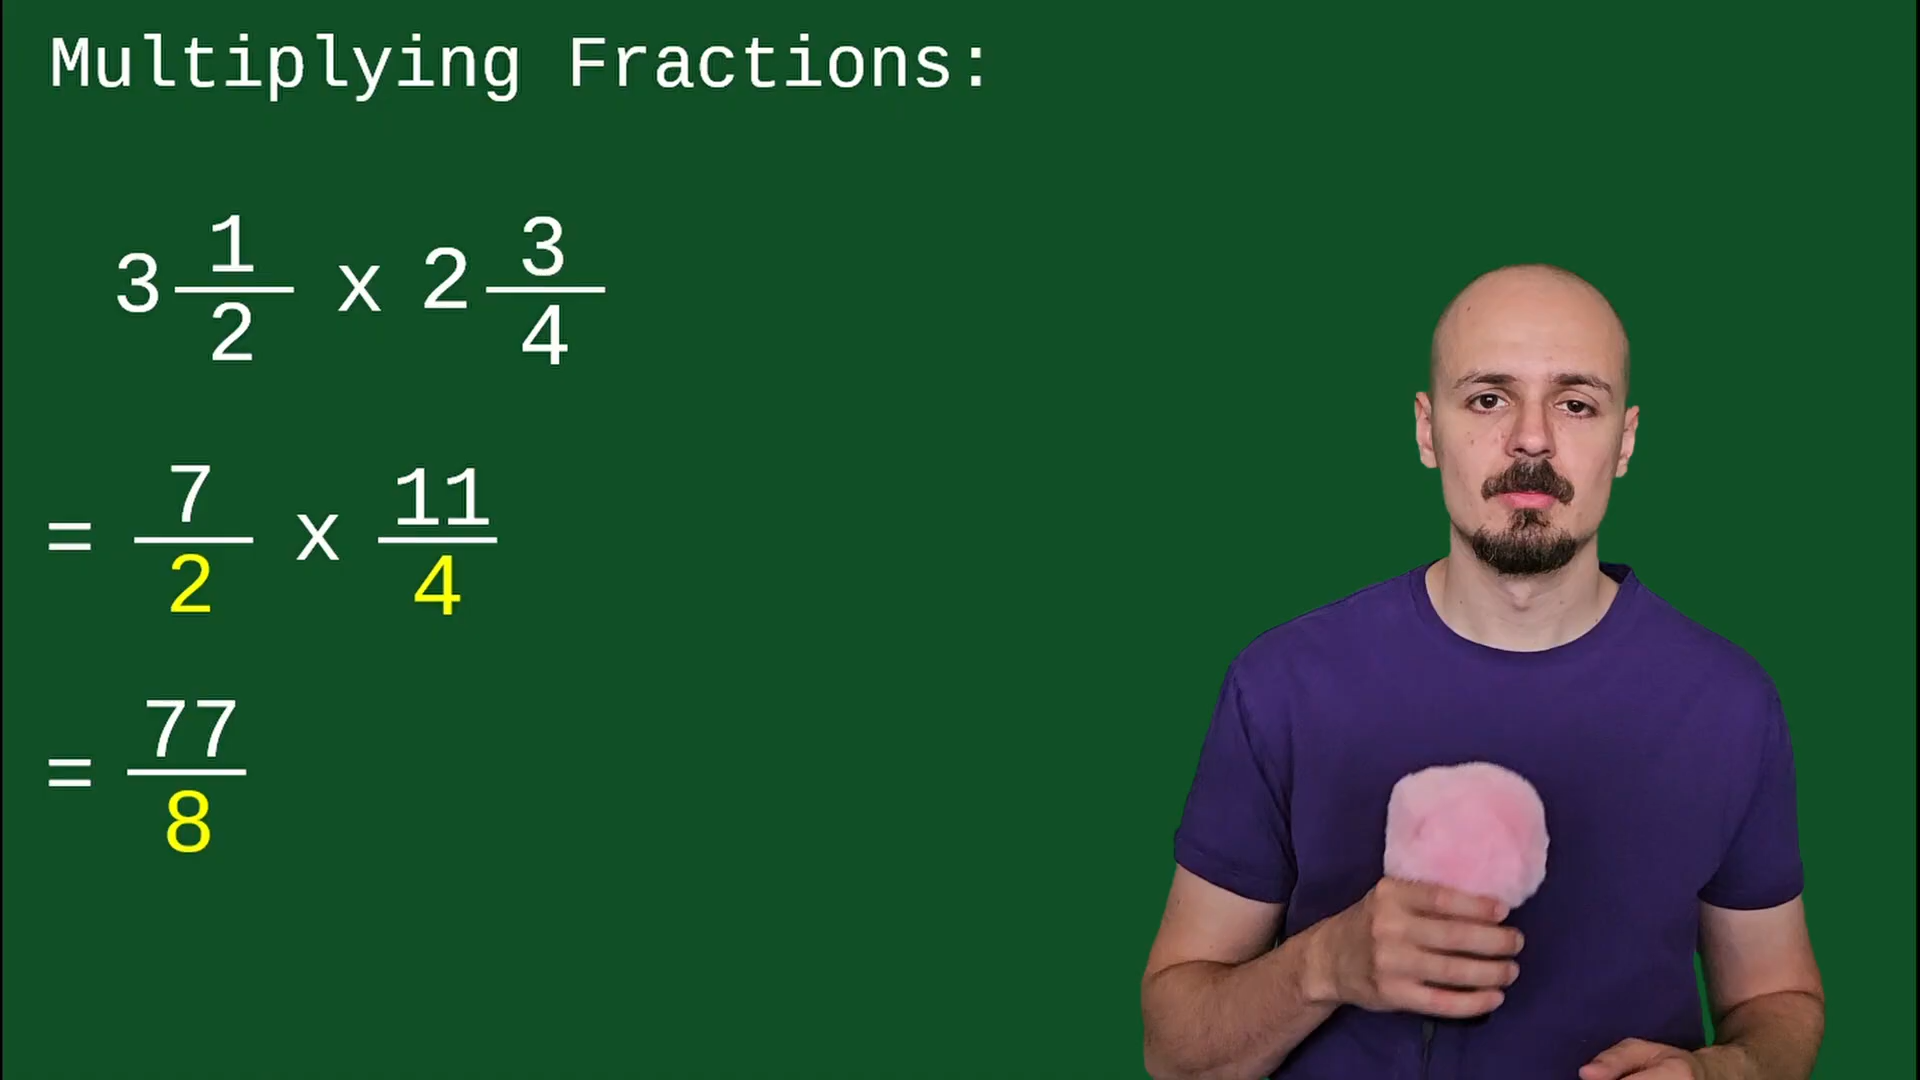 Multiplying Fractions:
3 1/2 x 2 3/4
= 7/2 x 11/4
= 77/8